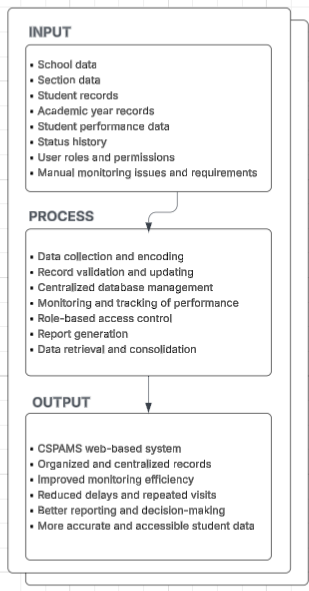 INPUT
• School data
• Section data
• Student records
• Academic year records
• Student performance data
• Status history
• User roles and permissions
• Manual monitoring issues and requirements
PROCESS
• Data collection and encoding
• Record validation and updating
• Centralized database management
• Monitoring and tracking of performance
• Role-based access control
• Report generation
• Data retrieval and consolidation
OUTPUT
• CSPAMS web-based system
• Organized and centralized records
• Improved monitoring efficiency
• Reduced delays and repeated visits
• Better reporting and decision-making
• More accurate and accessible student data